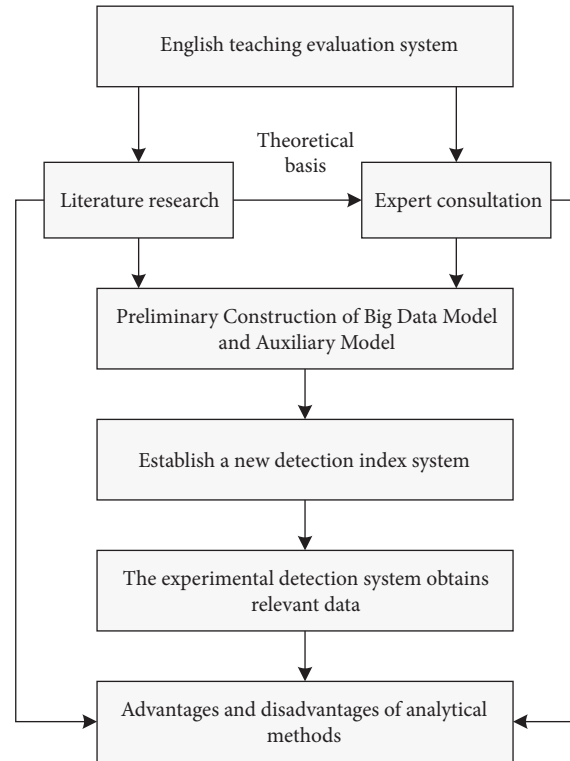 English teaching evaluation system
Theoretical
basis
Literature research
Expert consultation
Preliminary Construction of Big Data Model
and Auxiliary Model
Establish a new detection index system
The experimental detection system obtains
relevant data
Advantages and disadvantages of analytical
methods